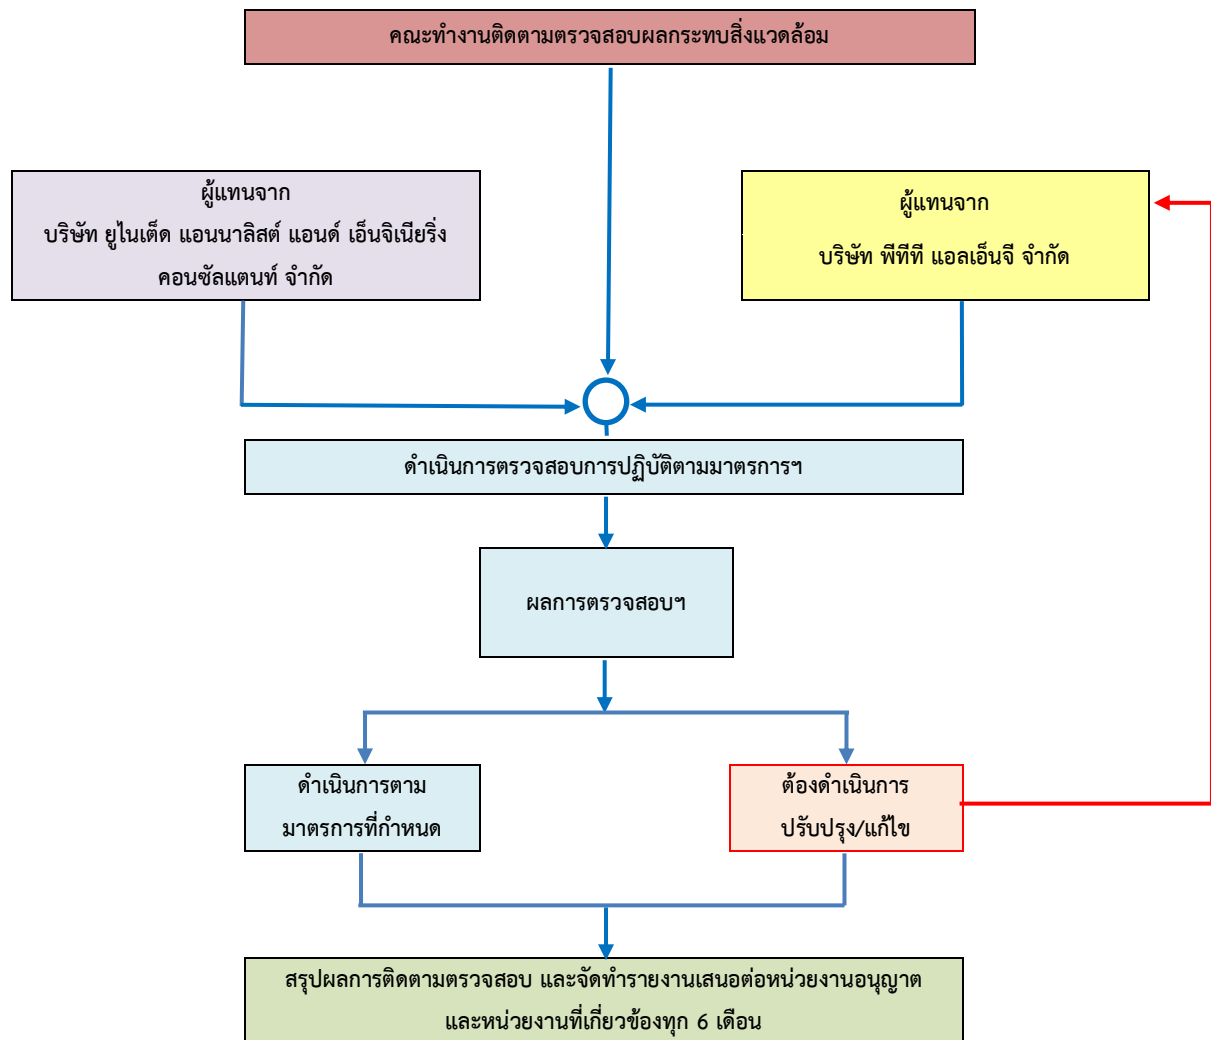 คณะทำงานติดตามตรวจสอบผลกระทบสิ่งแวดล้อม
ผู้แทนจาก
บริษัท ยูไนเต็ด แอนนาลิสต์ แอนด์ เอ็นจิเนียริ่ง
คอนซัลแตนท์ จำกัด
ผู้แทนจาก
บริษัท พีทีที แอลเอ็นจี จำกัด
ดำเนินการตรวจสอบการปฏิบัติตามมาตรการฯ
ผลการตรวจสอบฯ
ดำเนินการตาม
มาตรการที่กำหนด
ต้องดำเนินการ
ปรับปรุง/แก้ไข
สรุปผลการติดตามตรวจสอบ และจัดทำรายงานเสนอต่อหน่วยงานอนุญาต
และหน่วยงานที่เกี่ยวข้องทุก 6 เดือน